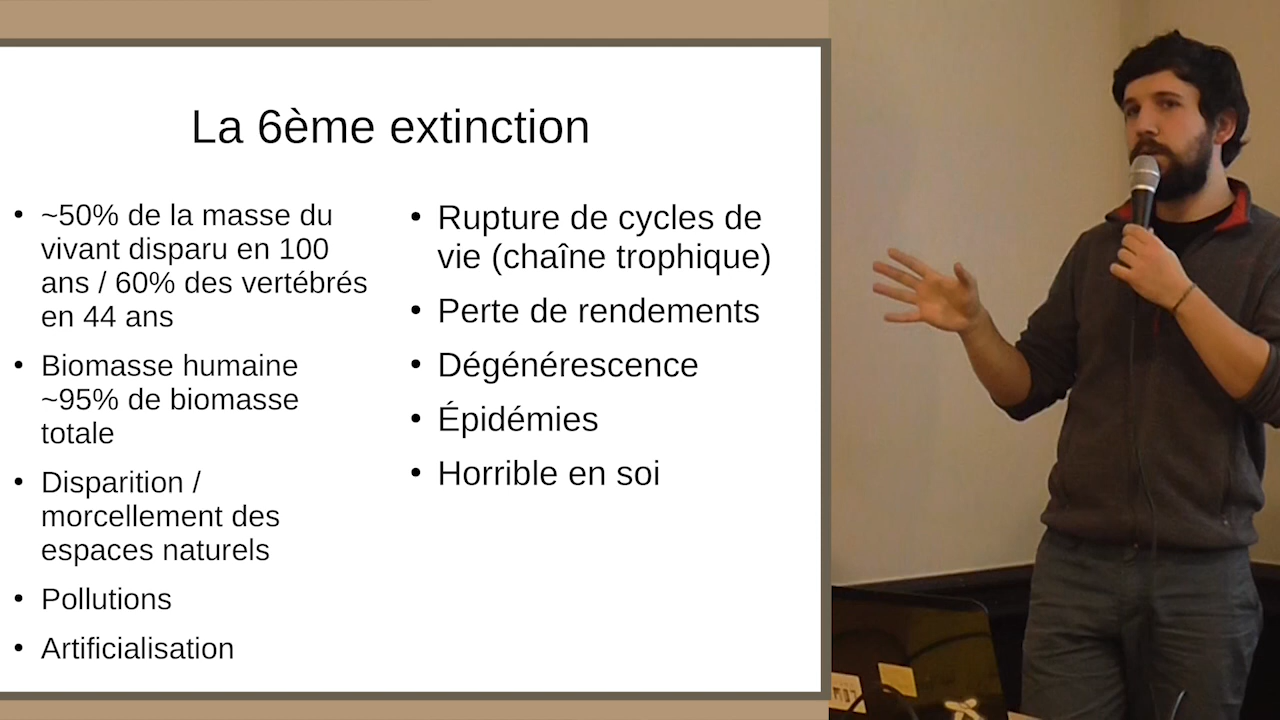 La 6ème extinction
• ~50% de la masse du
vivant disparu en 100
ans / 60% des vertébrés
en 44 ans
• Biomasse humaine
~95% de biomasse
totale
• Disparition /
morcellement des
espaces naturels
• Pollutions
• Artificialisation
• Rupture de cycles de
vie (chaîne trophique)
• Perte de rendements
• Dégénérescence
• Épidémies
• Horrible en soi